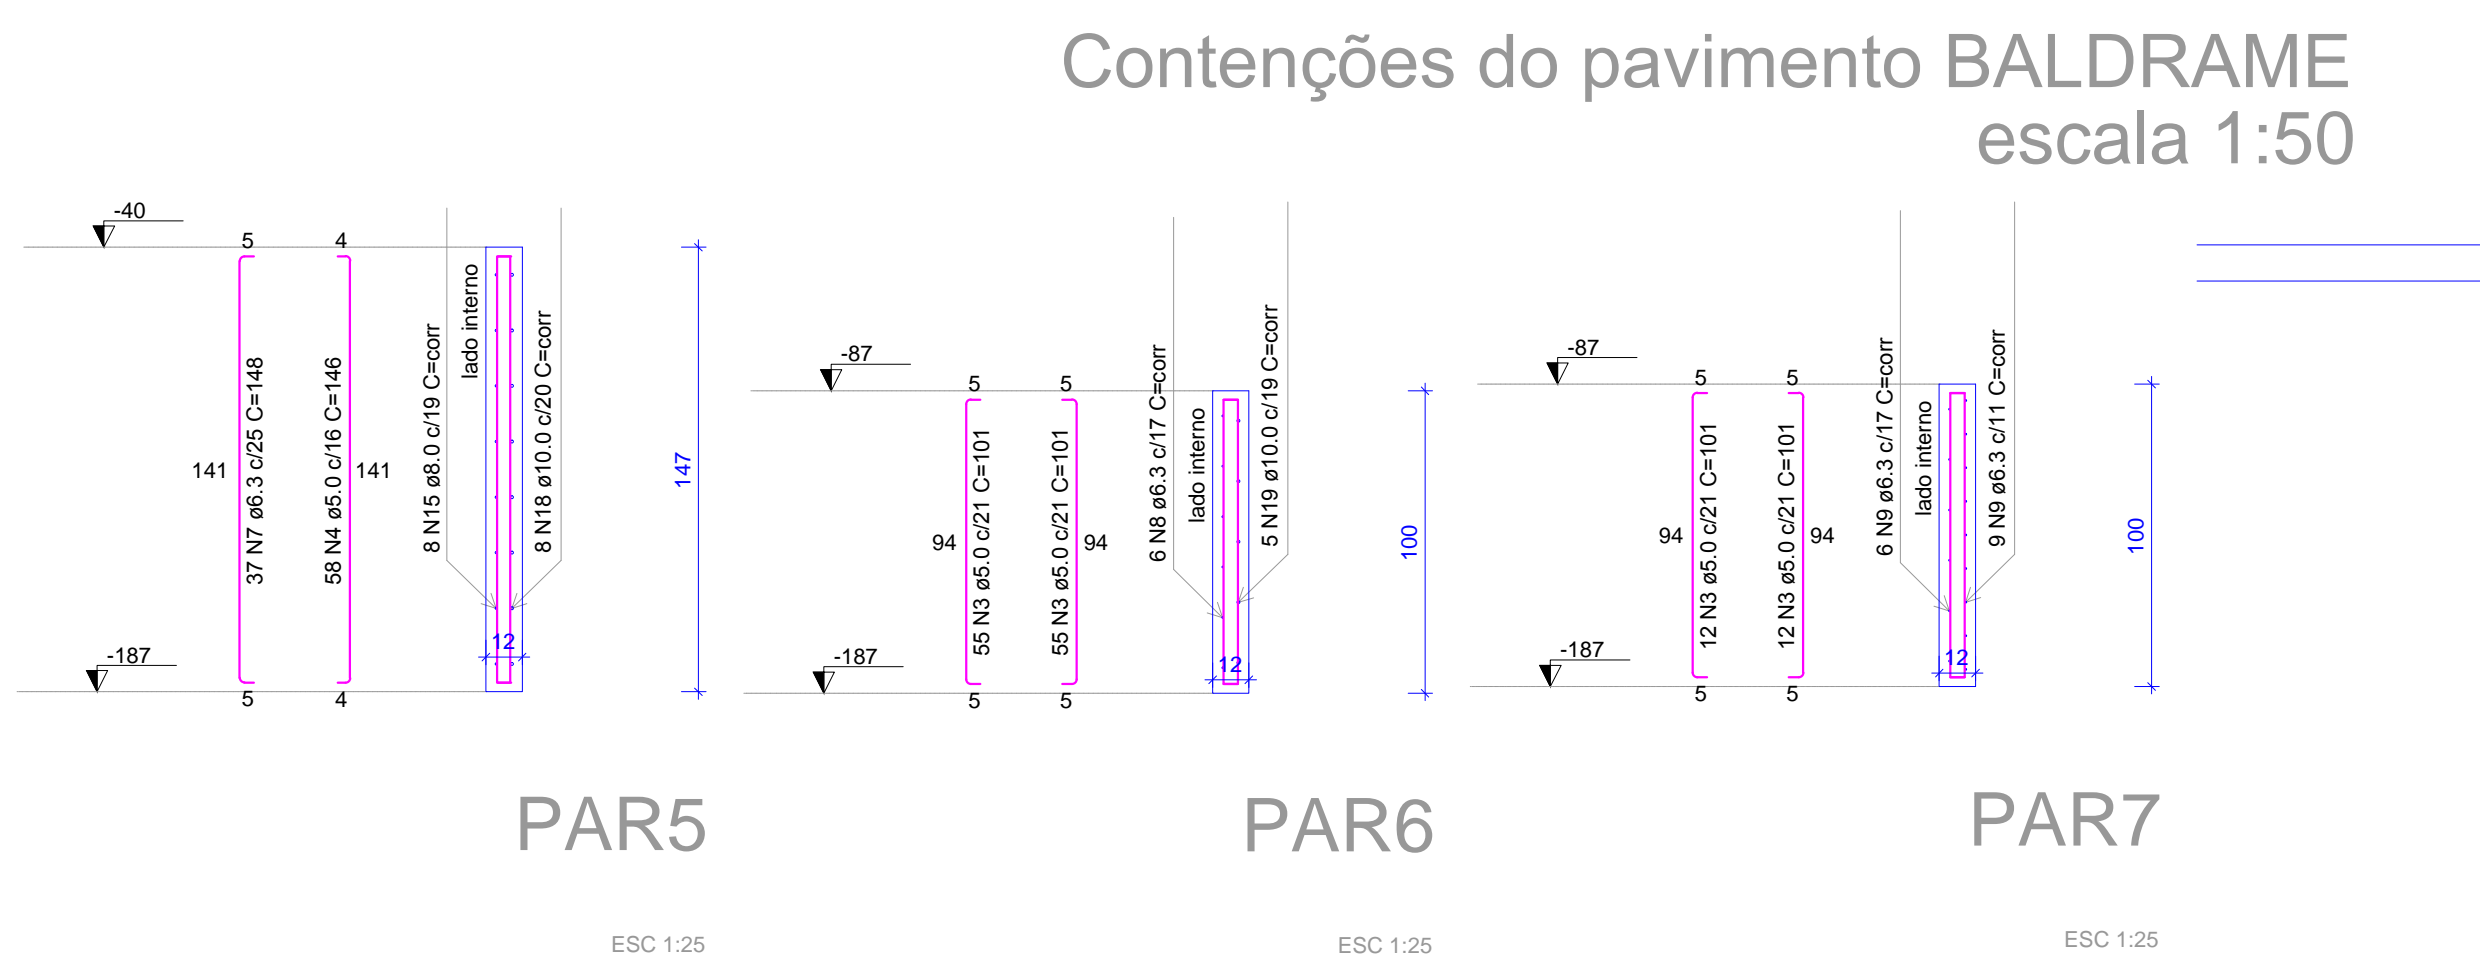 Contenções do pavimento BALDRAME
escala 1:50
-40
5
4
141
37 N7 ø6.3 c/25 C=148
58 N4 ø5.0 c/16 C=146
141
8 N15 ø8.0 c/19 C=corr
lado interno
8 N18 ø10.0 c/20 C=corr
147
12
-187
5
4
PAR5
ESC 1:25
-87
5
5
94
55 N3 ø5.0 c/21 C=101
55 N3 ø5.0 c/21 C=101
94
6 N8 ø6.3 c/17 C=corr
lado interno
5 N19 ø10.0 c/19 C=corr
100
12
-187
5
5
PAR6
ESC 1:25
-87
5
5
94
12 N3 ø5.0 c/21 C=101
12 N3 ø5.0 c/21 C=101
94
6 N9 ø6.3 c/17 C=corr
lado interno
9 N9 ø6.3 c/11 C=corr
100
12
-187
5
5
PAR7
ESC 1:25